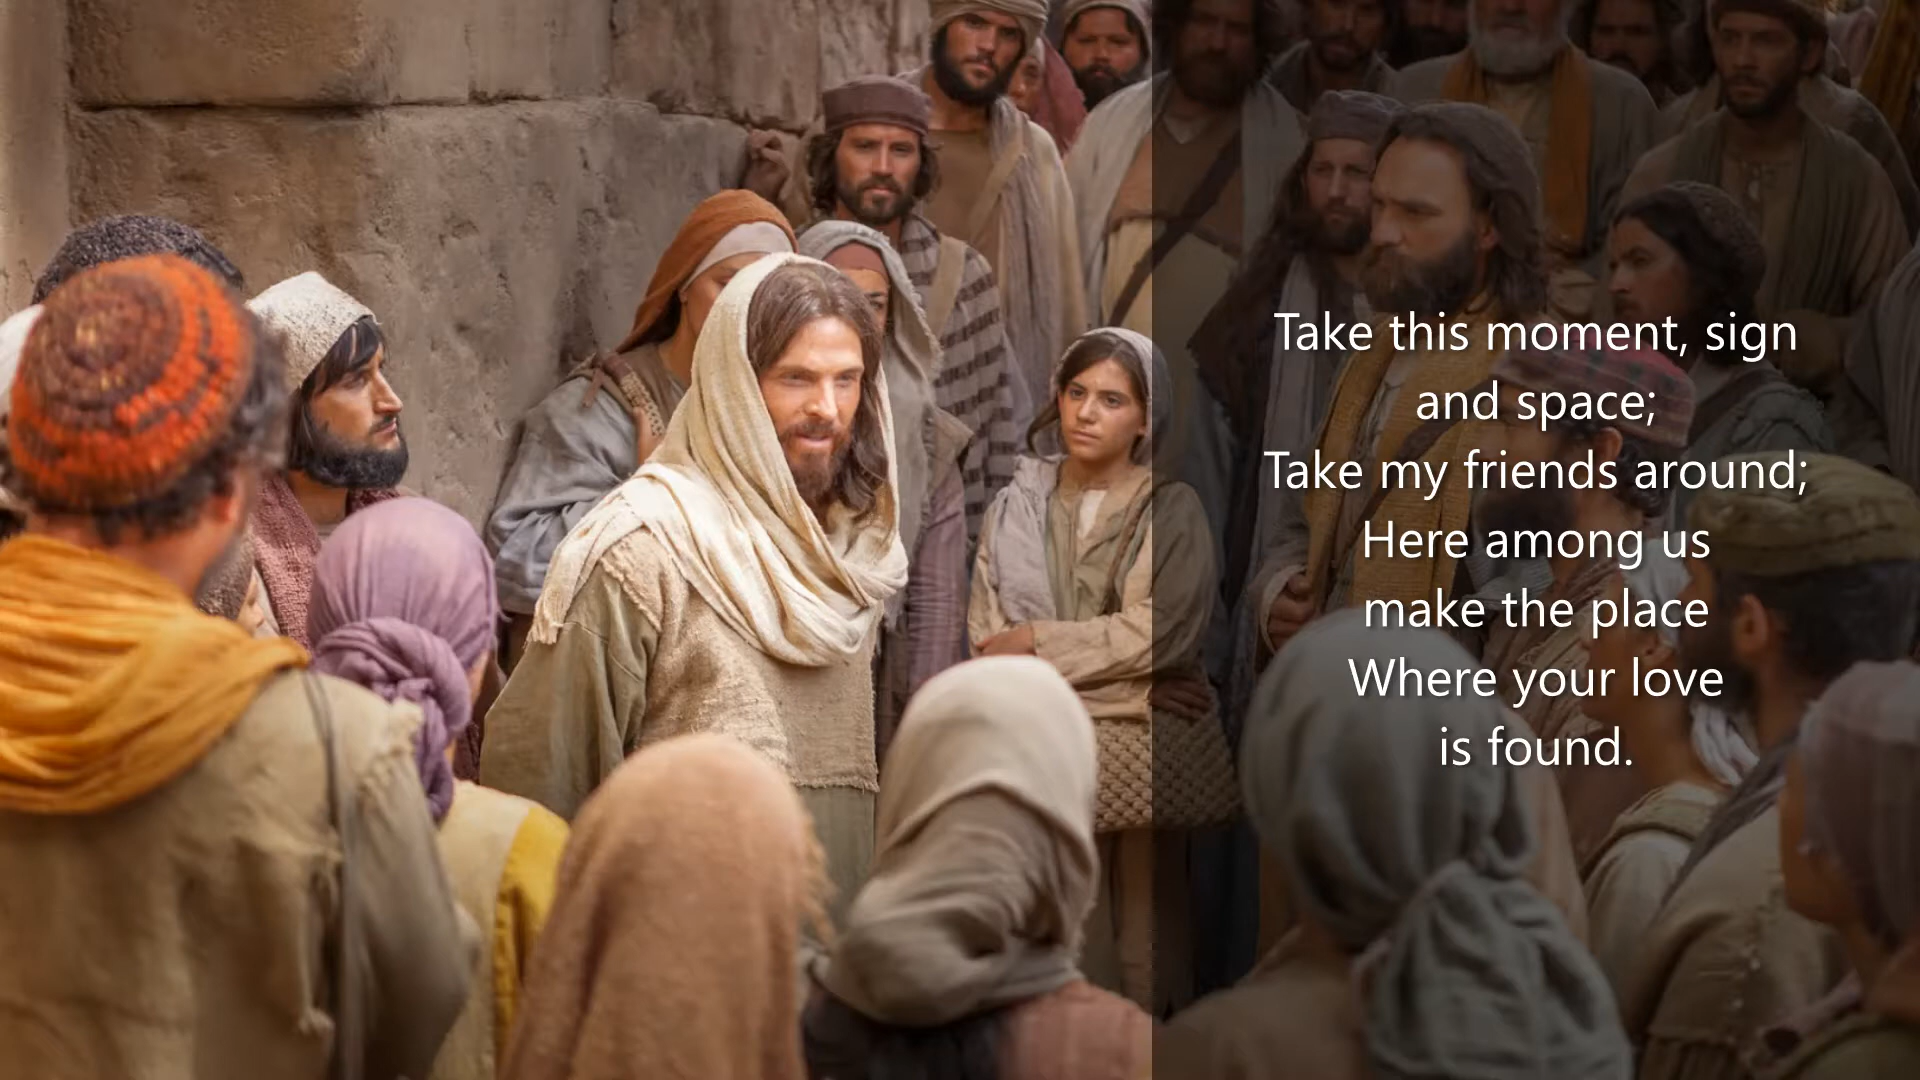 Take this moment, sign
and space;
Take my friends around;
Here among us
make the place
Where your love
is found.